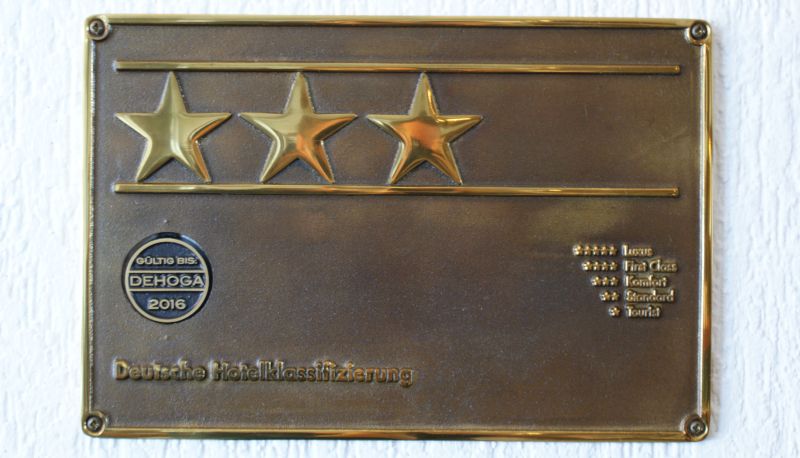 GÜLTIG BIS:
DEHOGA
2016
***** Luxus
**** First Class
*** Komfort
** Standard
* Tourist
Deutsche Hotelklassifizierung